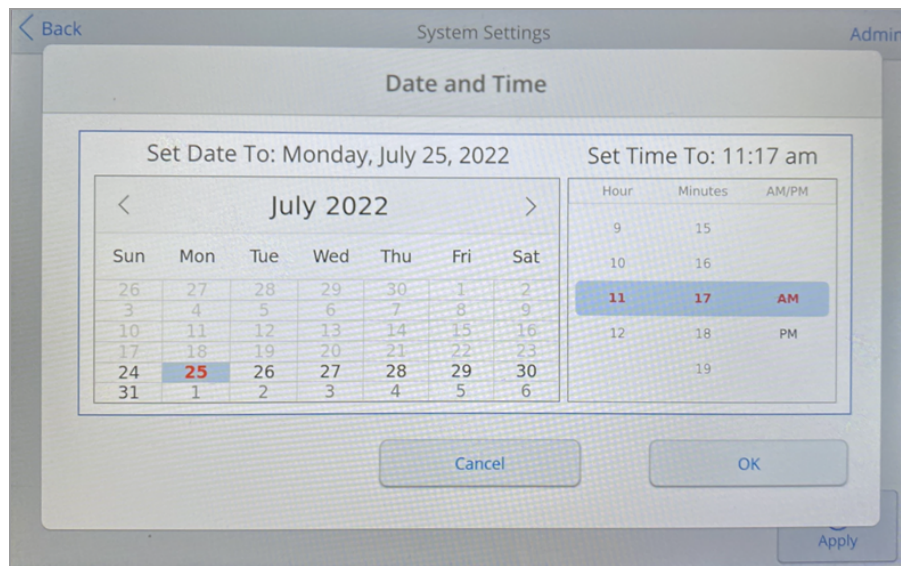 Back System Settings Admin
Date and Time
Set Date To: Monday, July 25, 2022
July 2022
Sun Mon Tue Wed Thu Fri Sat
26 27 28 29 30 1 2
3 4 5 6 7 8 9
10 11 12 13 14 15 16
17 18 19 20 21 22 23
24 25 26 27 28 29 30
31 1 2 3 4 5 6
Set Time To: 11:17 am
Hour Minutes AM/PM
9 15
10 16
11 17 AM
12 18 PM
19
Cancel OK
Apply